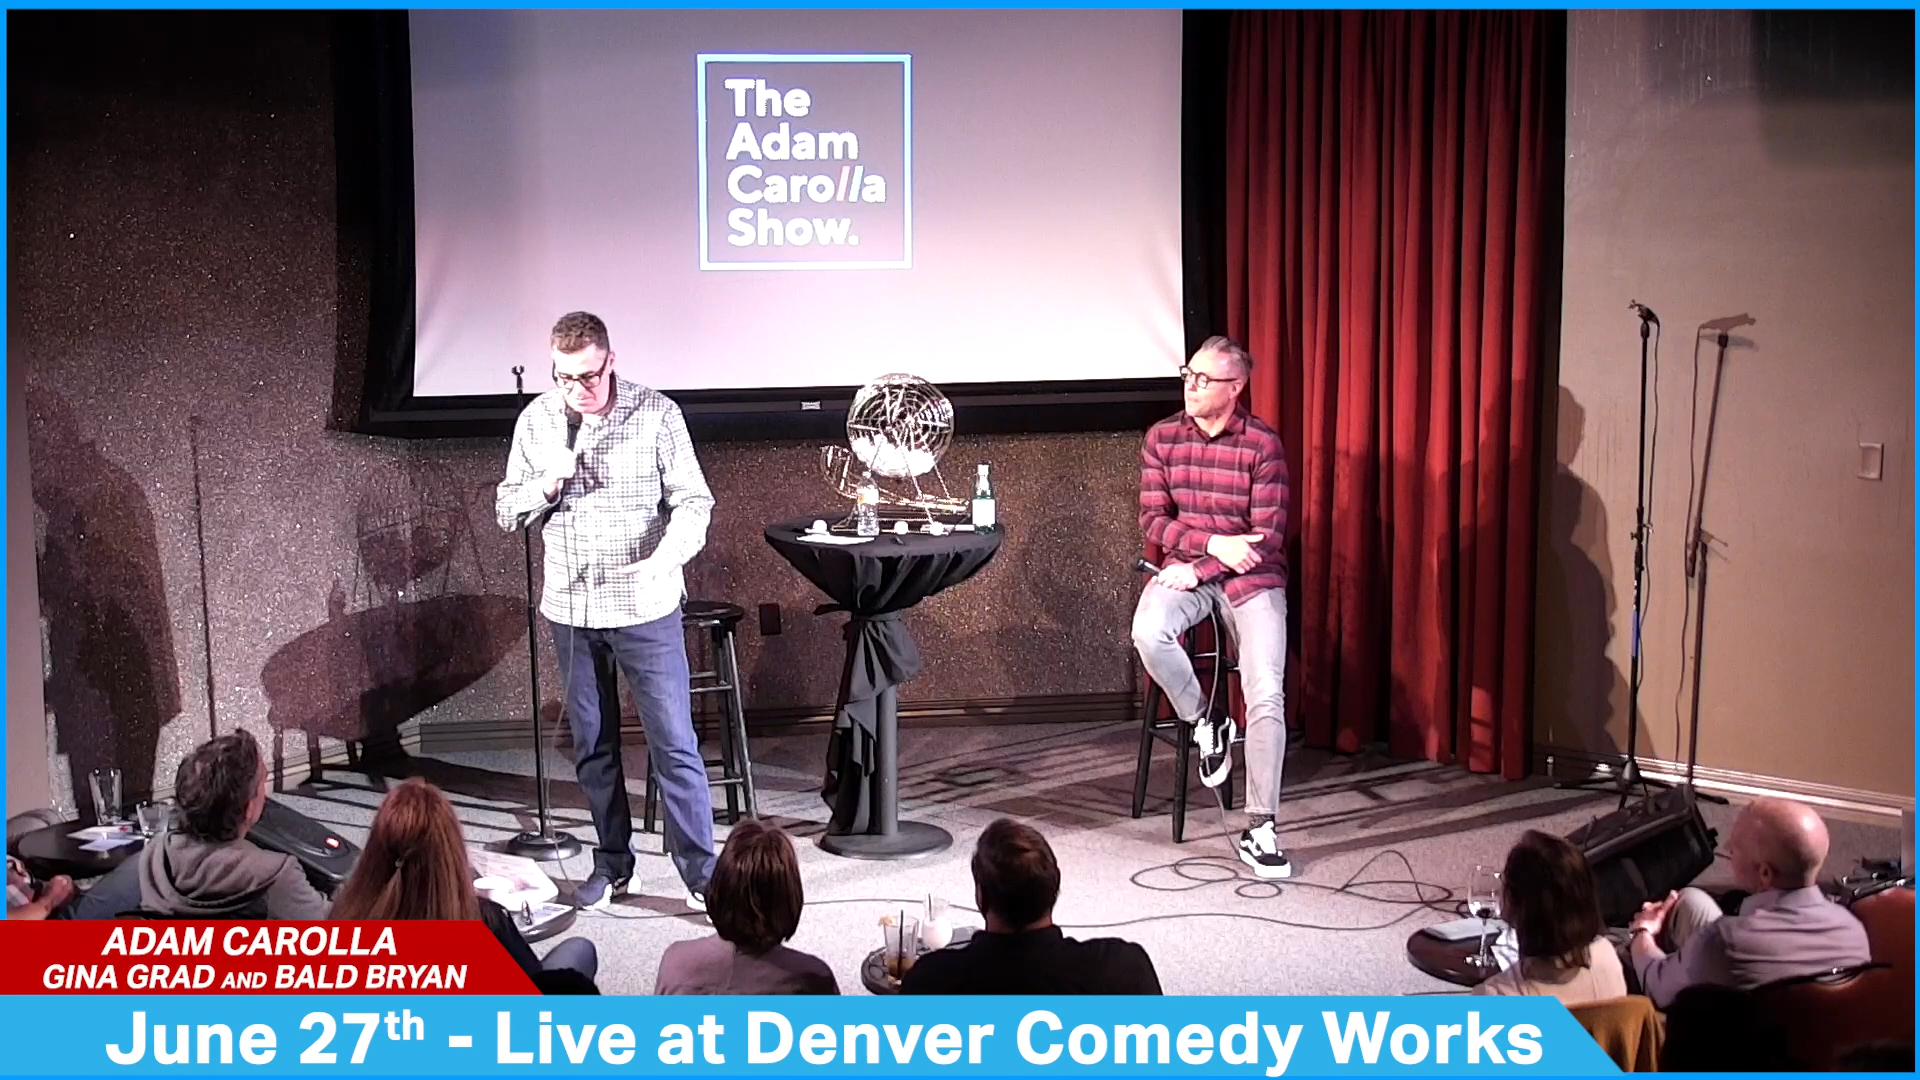 The
Adam
Carolla
Show.
ADAM CAROLLA
GINA GRAD AND BALD BRYAN
June 27th - Live at Denver Comedy Works